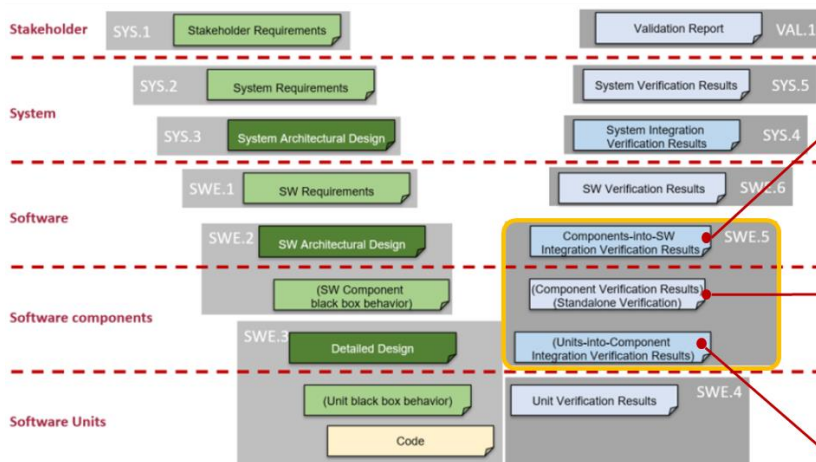 Stakeholder
SYS.1
Stakeholder Requirements
Validation Report
VAL.1
SYS.2
System Requirements
System Verification Results
SYS.5
System
SYS.3
System Architectural Design
System Integration
Verification Results
SYS.4
SWE.1
SW Requirements
SW Verification Results
SWE.6
Software
SWE.2
SW Architectural Design
Components-into-SW
Integration Verification Results
SWE.5
(SW Component
black box behavior)
(Component Verification Results)
(Standalone Verification)
Software components
SWE.3
Detailed Design
(Units-into-Component
Integration Verification Results)
(Unit black box behavior)
Unit Verification Results
SWE.4
Software Units
Code